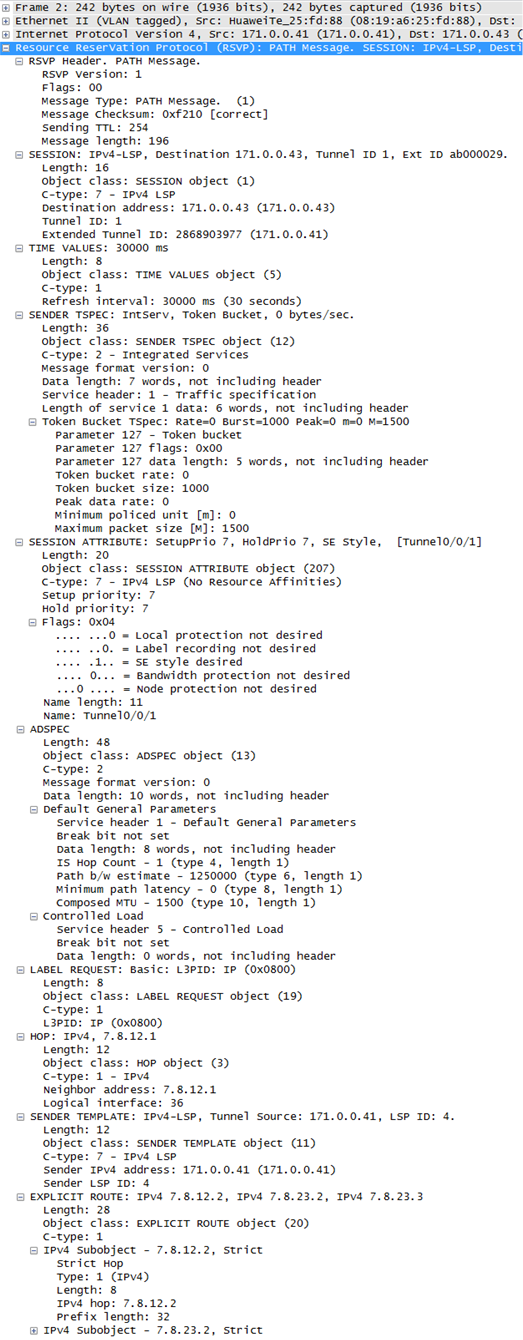 Frame 2: 242 bytes on wire (1936 bits), 242 bytes captured (1936 bits)
Ethernet II (VLAN tagged), Src: HuaweiTe_25:fd:88 (08:19:a6:25:fd:88), Dst:
Internet Protocol Version 4, Src: 171.0.0.41 (171.0.0.41), Dst: 171.0.0.43 (
Resource ReserVation Protocol (RSVP): PATH Message. SESSION: IPv4-LSP, Desti
RSVP Header. PATH Message.
RSVP Version: 1
Flags: 00
Message Type: PATH Message.  (1)
Message Checksum: 0xf210 [correct]
Sending TTL: 254
Message length: 196
SESSION: IPv4-LSP, Destination 171.0.0.43, Tunnel ID 1, Ext ID ab000029.
Length: 16
Object class: SESSION object (1)
C-type: 7 - IPv4 LSP
Destination address: 171.0.0.43 (171.0.0.43)
Tunnel ID: 1
Extended Tunnel ID: 2868903977 (171.0.0.41)
TIME VALUES: 30000 ms
Length: 8
Object class: TIME VALUES object (5)
C-type: 1
Refresh interval: 30000 ms (30 seconds)
SENDER TSPEC: IntServ, Token Bucket, 0 bytes/sec.
Length: 36
Object class: SENDER TSPEC object (12)
C-type: 2 - Integrated Services
Message format version: 0
Data length: 7 words, not including header
Service header: 1 - Traffic specification
Length of service 1 data: 6 words, not including header
Token Bucket TSpec: Rate=0 Burst=1000 Peak=0 m=0 M=1500
Parameter 127 - Token bucket
Parameter 127 flags: 0x00
Parameter 127 data length: 5 words, not including header
Token bucket rate: 0
Token bucket size: 1000
Peak data rate: 0
Minimum policed unit [m]: 0
Maximum packet size [M]: 1500
SESSION ATTRIBUTE: SetupPrio 7, HoldPrio 7, SE Style,  [Tunnel0/0/1]
Length: 20
Object class: SESSION ATTRIBUTE object (207)
C-type: 7 - IPv4 LSP (No Resource Affinities)
Setup priority: 7
Hold priority: 7
Flags: 0x04
.... ...0 = Local protection not desired
.... ..0. = Label recording not desired
.... .1.. = SE style desired
.... 0... = Bandwidth protection not desired
...0 .... = Node protection not desired
Name length: 11
Name: Tunnel0/0/1
ADSPEC
Length: 48
Object class: ADSPEC object (13)
C-type: 2
Message format version: 0
Data length: 10 words, not including header
Default General Parameters
Service header 1 - Default General Parameters
Break bit not set
Data length: 8 words, not including header
IS Hop Count - 1 (type 4, length 1)
Path b/w estimate - 1250000 (type 6, length 1)
Minimum path latency - 0 (type 8, length 1)
Composed MTU - 1500 (type 10, length 1)
Controlled Load
Service header 5 - Controlled Load
Break bit not set
Data length: 0 words, not including header
LABEL REQUEST: Basic: L3PID: IP (0x0800)
Length: 8
Object class: LABEL REQUEST object (19)
C-type: 1
L3PID: IP (0x0800)
HOP: IPv4, 7.8.12.1
Length: 12
Object class: HOP object (3)
C-type: 1 - IPv4
Neighbor address: 7.8.12.1
Logical interface: 36
SENDER TEMPLATE: IPv4-LSP, Tunnel Source: 171.0.0.41, LSP ID: 4.
Length: 12
Object class: SENDER TEMPLATE object (11)
C-type: 7 - IPv4 LSP
Sender IPv4 address: 171.0.0.41 (171.0.0.41)
Sender LSP ID: 4
EXPLICIT ROUTE: IPv4 7.8.12.2, IPv4 7.8.23.2, IPv4 7.8.23.3
Length: 28
Object class: EXPLICIT ROUTE object (20)
C-type: 1
IPv4 Subobject - 7.8.12.2, Strict
Strict Hop
Type: 1 (IPv4)
Length: 8
IPv4 hop: 7.8.12.2
Prefix length: 32
IPv4 Subobject - 7.8.23.2, Strict